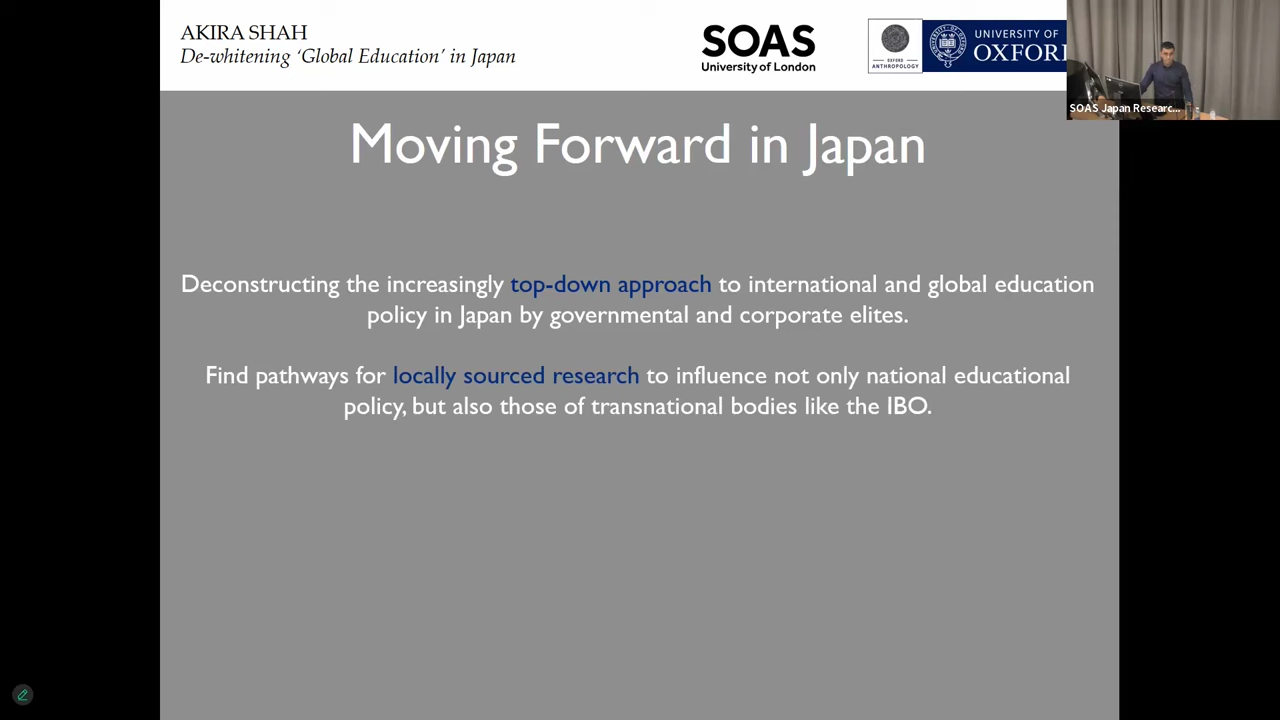 AKIRA SHAH
De-whitening ‘Global Education’ in Japan
SOAS
University of London
OXFORD
ANTHROPOLOGY
UNIVERSITY OF
OXFORD
SOAS Japan Researc...
Moving Forward in Japan
Deconstructing the increasingly top-down approach to international and global education
policy in Japan by governmental and corporate elites.
Find pathways for locally sourced research to influence not only national educational
policy, but also those of transnational bodies like the IBO.